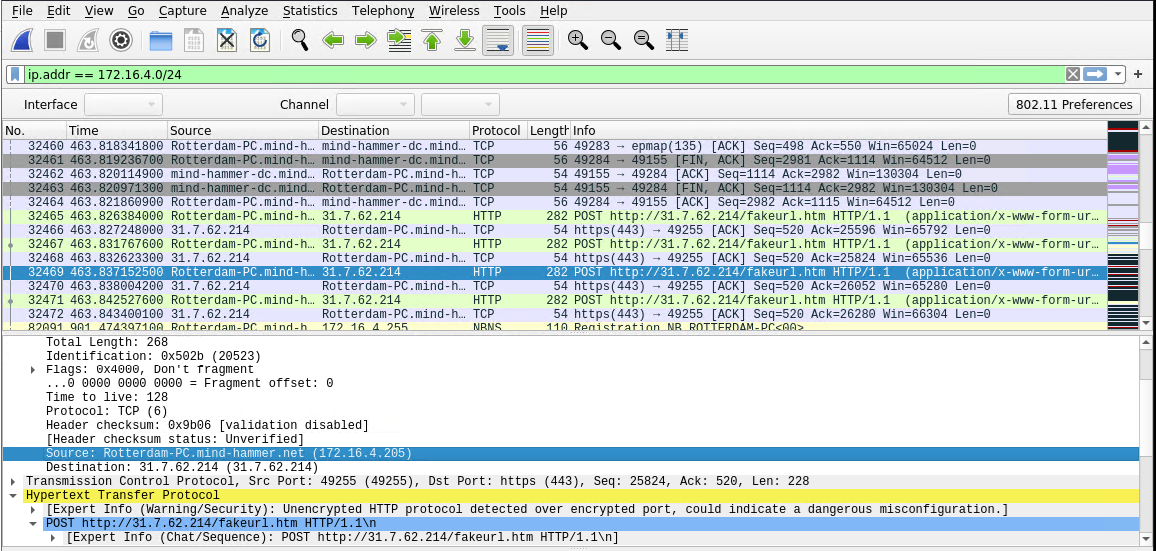 File Edit View Go Capture Analyze Statistics Telephony Wireless Tools Help
ip.addr == 172.16.4.0/24
Interface Channel 802.11 Preferences
No. Time Source Destination Protocol Length Info
32460 463.818341800 Rotterdam-PC.mind-h… mind-hammer-dc.mind… TCP 56 49283 → epmap(135) [ACK] Seq=498 Ack=550 Win=65024 Len=0
32461 463.819236700 Rotterdam-PC.mind-h… mind-hammer-dc.mind… TCP 56 49284 → 49155 [FIN, ACK] Seq=2981 Ack=1114 Win=64512 Len=0
32462 463.820114900 mind-hammer-dc.mind… Rotterdam-PC.mind-h… TCP 54 49155 → 49284 [ACK] Seq=1114 Ack=2982 Win=130304 Len=0
32463 463.820971300 mind-hammer-dc.mind… Rotterdam-PC.mind-h… TCP 54 49155 → 49284 [FIN, ACK] Seq=1114 Ack=2982 Win=130304 Len=0
32464 463.821860900 Rotterdam-PC.mind-h… mind-hammer-dc.mind… TCP 56 49284 → 49155 [ACK] Seq=2982 Ack=1115 Win=64512 Len=0
32465 463.826384000 Rotterdam-PC.mind-h… 31.7.62.214 HTTP 282 POST http://31.7.62.214/fakeurl.htm HTTP/1.1 (application/x-www-form-ur…
32466 463.827248000 31.7.62.214 Rotterdam-PC.mind-h… TCP 54 https(443) → 49255 [ACK] Seq=520 Ack=25596 Win=65792 Len=0
32467 463.831767600 Rotterdam-PC.mind-h… 31.7.62.214 HTTP 282 POST http://31.7.62.214/fakeurl.htm HTTP/1.1 (application/x-www-form-ur…
32468 463.832623300 31.7.62.214 Rotterdam-PC.mind-h… TCP 54 https(443) → 49255 [ACK] Seq=520 Ack=25824 Win=65536 Len=0
32469 463.837152500 Rotterdam-PC.mind-h… 31.7.62.214 HTTP 282 POST http://31.7.62.214/fakeurl.htm HTTP/1.1 (application/x-www-form-ur…
32470 463.838004200 31.7.62.214 Rotterdam-PC.mind-h… TCP 54 https(443) → 49255 [ACK] Seq=520 Ack=26052 Win=65280 Len=0
32471 463.842527600 Rotterdam-PC.mind-h… 31.7.62.214 HTTP 282 POST http://31.7.62.214/fakeurl.htm HTTP/1.1 (application/x-www-form-ur…
32472 463.843400100 31.7.62.214 Rotterdam-PC.mind-h… TCP 54 https(443) → 49255 [ACK] Seq=520 Ack=26280 Win=66304 Len=0
82091 901.474397100 Rotterdam-PC.mind-h… 172.16.4.255 NBNS 110 Registration NB ROTTERDAM-PC<00>
Total Length: 268
Identification: 0x502b (20523)
Flags: 0x4000, Don't fragment
...0 0000 0000 0000 = Fragment offset: 0
Time to live: 128
Protocol: TCP (6)
Header checksum: 0x9b06 [validation disabled]
[Header checksum status: Unverified]
Source: Rotterdam-PC.mind-hammer.net (172.16.4.205)
Destination: 31.7.62.214 (31.7.62.214)
Transmission Control Protocol, Src Port: 49255 (49255), Dst Port: https (443), Seq: 25824, Ack: 520, Len: 228
Hypertext Transfer Protocol
[Expert Info (Warning/Security): Unencrypted HTTP protocol detected over encrypted port, could indicate a dangerous misconfiguration.]
POST http://31.7.62.214/fakeurl.htm HTTP/1.1\n
[Expert Info (Chat/Sequence): POST http://31.7.62.214/fakeurl.htm HTTP/1.1\n]